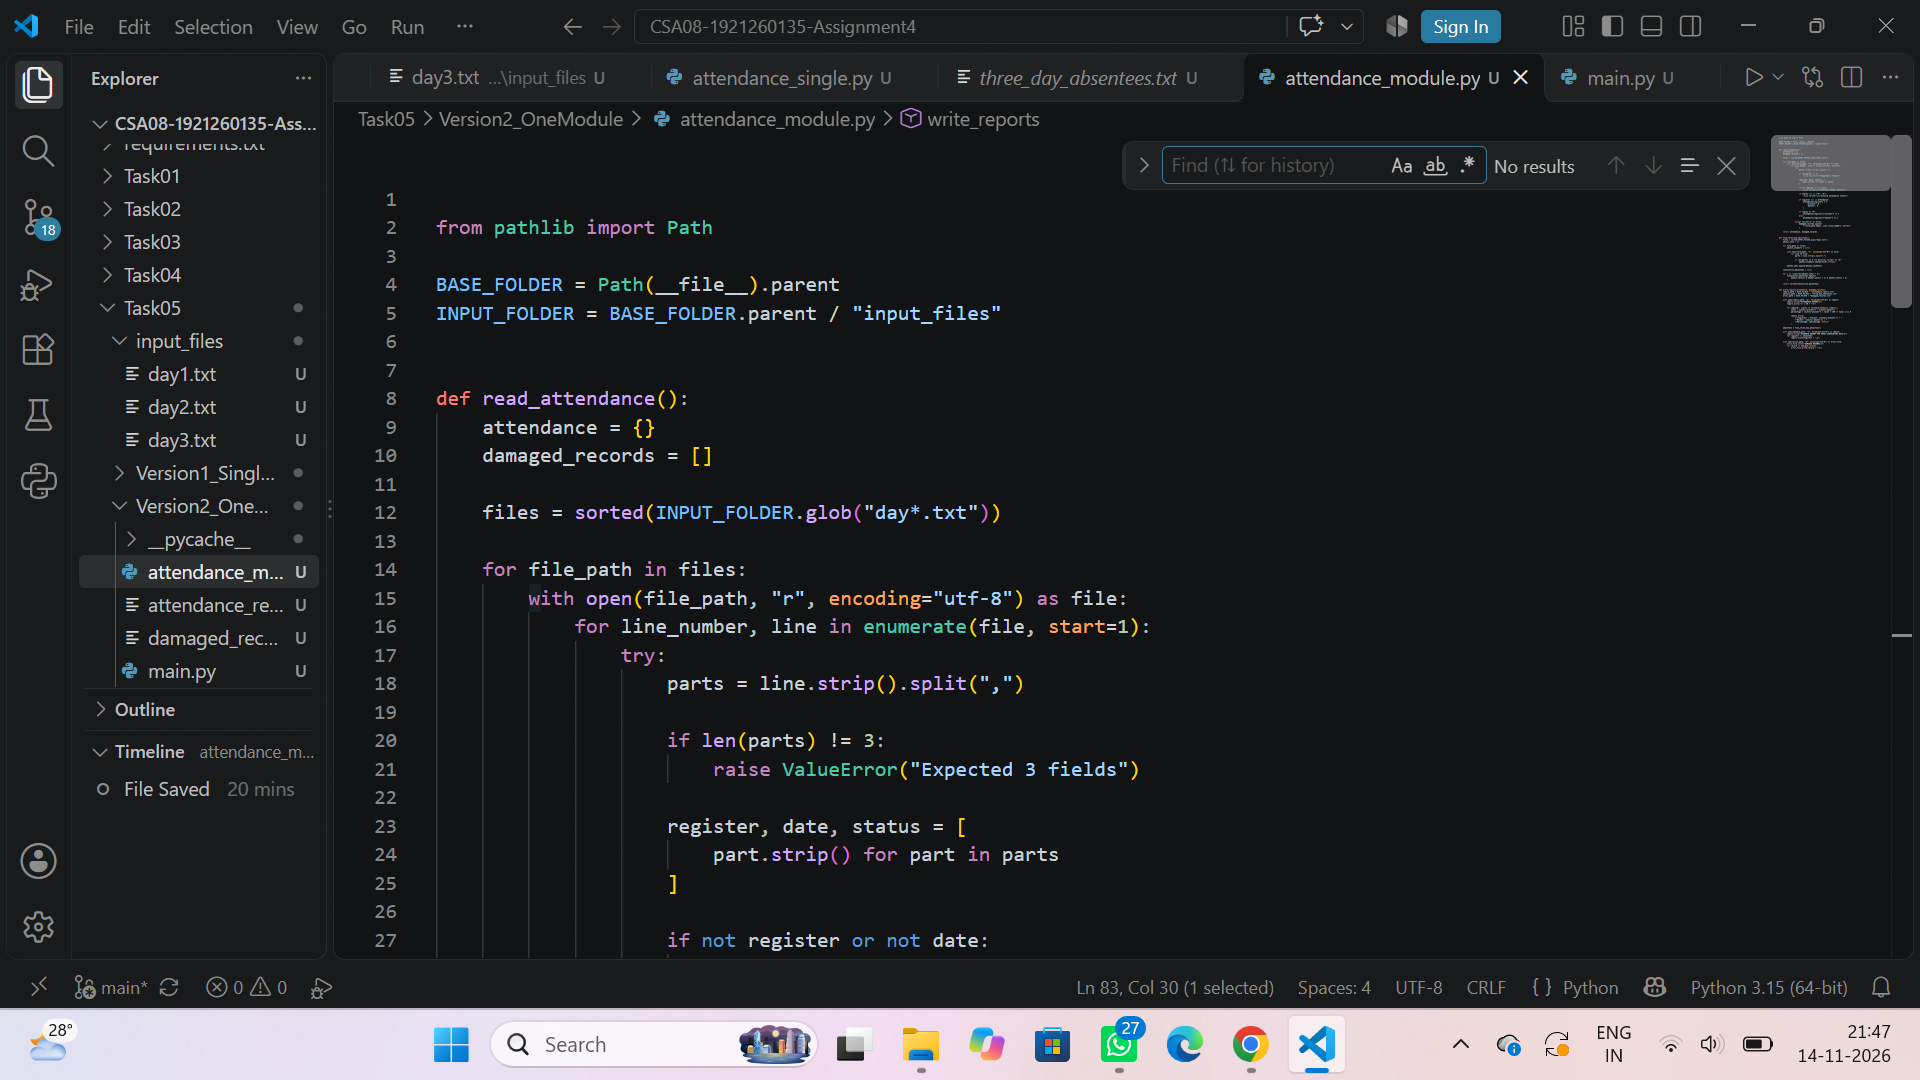 File Edit Selection View Go Run ··· CSA08-1921260135-Assignment4 Sign In
Explorer ···
day3.txt ...\input_files U attendance_single.py U three_day_absentees.txt U attendance_module.py U main.py U ···
Task05 > Version2_OneModule > attendance_module.py > write_reports
Find (⇅ for history) Aa ab .* No results
CSA08-1921260135-Ass...
requirements.txt
Task01
Task02
Task03
Task04
Task05
input_files
day1.txt U
day2.txt U
day3.txt U
Version1_Singl...
Version2_One...
__pycache__
attendance_m... U
attendance_re... U
damaged_rec... U
main.py U
Outline
Timeline attendance_m...
File Saved 20 mins
18
1
2 from pathlib import Path
3
4 BASE_FOLDER = Path(__file__).parent
5 INPUT_FOLDER = BASE_FOLDER.parent / "input_files"
6
7
8 def read_attendance():
9 attendance = {}
10 damaged_records = []
11
12 files = sorted(INPUT_FOLDER.glob("day*.txt"))
13
14 for file_path in files:
15 with open(file_path, "r", encoding="utf-8") as file:
16 for line_number, line in enumerate(file, start=1):
17 try:
18 parts = line.strip().split(",")
19
20 if len(parts) != 3:
21 raise ValueError("Expected 3 fields")
22
23 register, date, status = [
24 part.strip() for part in parts
25 ]
26
27 if not register or not date:
main* 0 0 Ln 83, Col 30 (1 selected) Spaces: 4 UTF-8 CRLF { } Python Python 3.15 (64-bit)
28° Search 27 ENG IN 21:47
14-11-2026